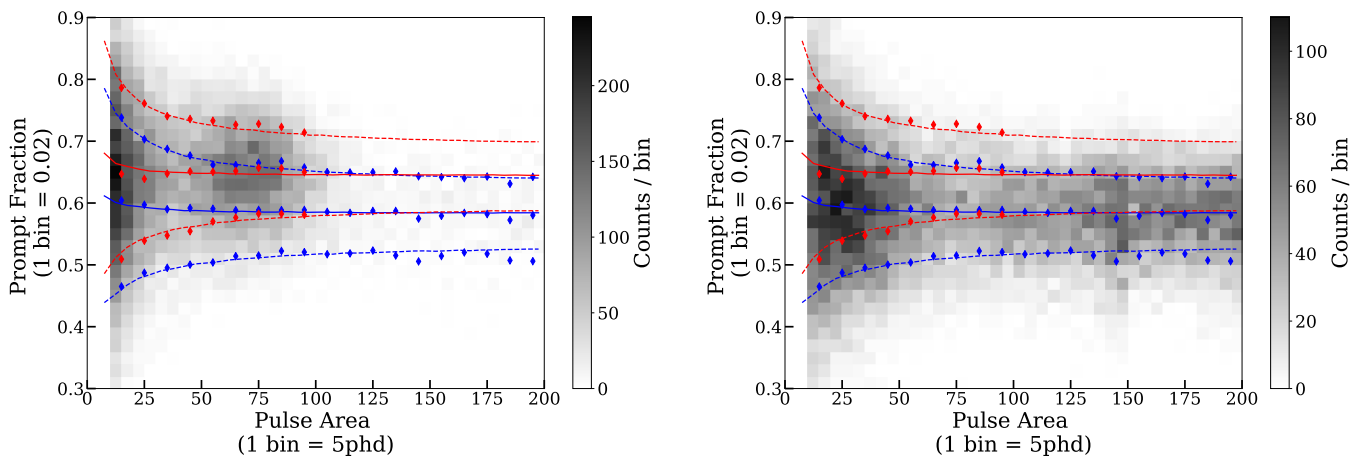 0.9
0.8
0.7
0.6
0.5
0.4
0.3
Prompt Fraction
(1 bin = 0.02)
0 25 50 75 100 125 150 175 200
Pulse Area
(1 bin = 5phd)
200
150
100
50
0
Counts / bin
0.9
0.8
0.7
0.6
0.5
0.4
0.3
Prompt Fraction
(1 bin = 0.02)
0 25 50 75 100 125 150 175 200
Pulse Area
(1 bin = 5phd)
100
80
60
40
20
0
Counts / bin